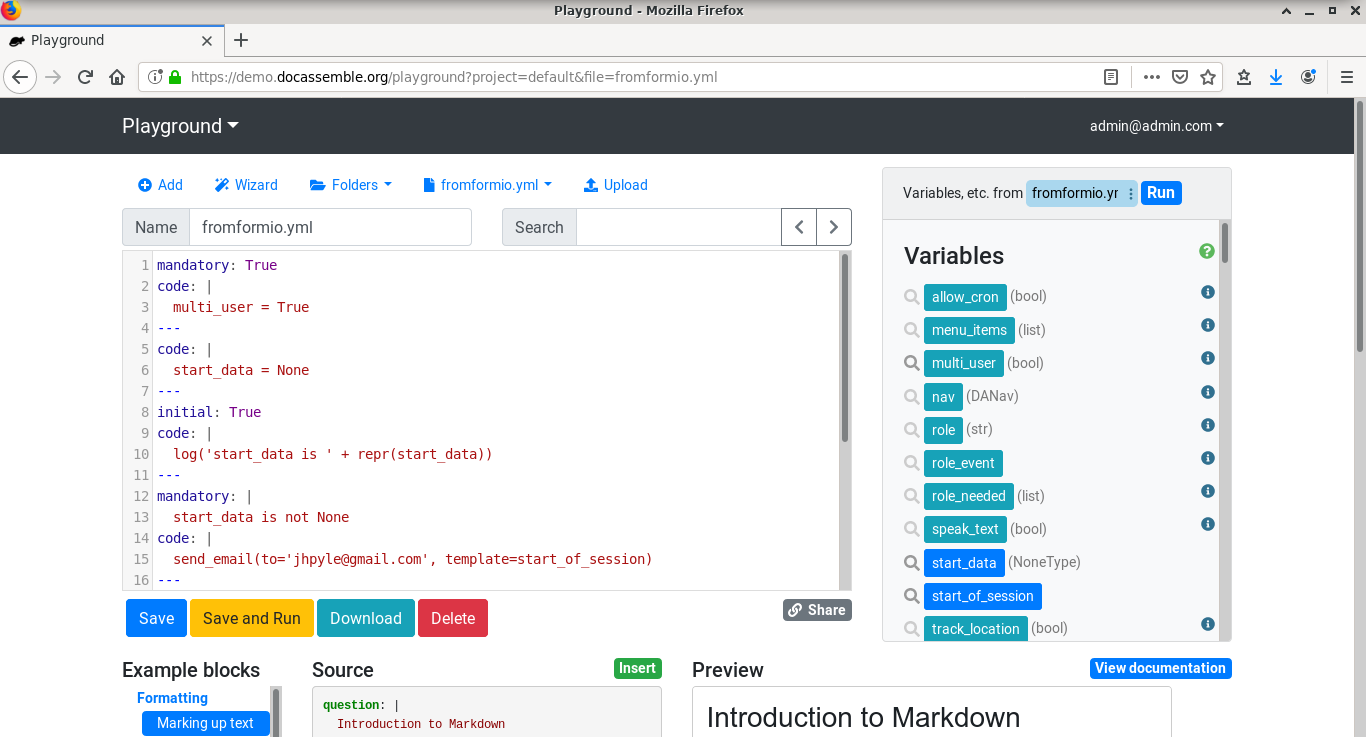 Playground - Mozilla Firefox
Playground
https://demo.docassemble.org/playground?project=default&file=fromformio.yml
Playground
admin@admin.com
Add Wizard Folders fromformio.yml Upload
Name fromformio.yml Search
1 mandatory: True
2 code: |
3 multi_user = True
4 ---
5 code: |
6 start_data = None
7 ---
8 initial: True
9 code: |
10 log('start_data is ' + repr(start_data))
11 ---
12 mandatory: |
13 start_data is not None
14 code: |
15 send_email(to='jhpyle@gmail.com', template=start_of_session)
16 ---
Save Save and Run Download Delete Share
Variables, etc. from fromformio.yr Run
Variables
allow_cron (bool)
menu_items (list)
multi_user (bool)
nav (DANav)
role (str)
role_event
role_needed (list)
speak_text (bool)
start_data (NoneType)
start_of_session
track_location (bool)
Example blocks
Formatting
Marking up text
Source Insert
question: |
Introduction to Markdown
Preview View documentation
Introduction to Markdown